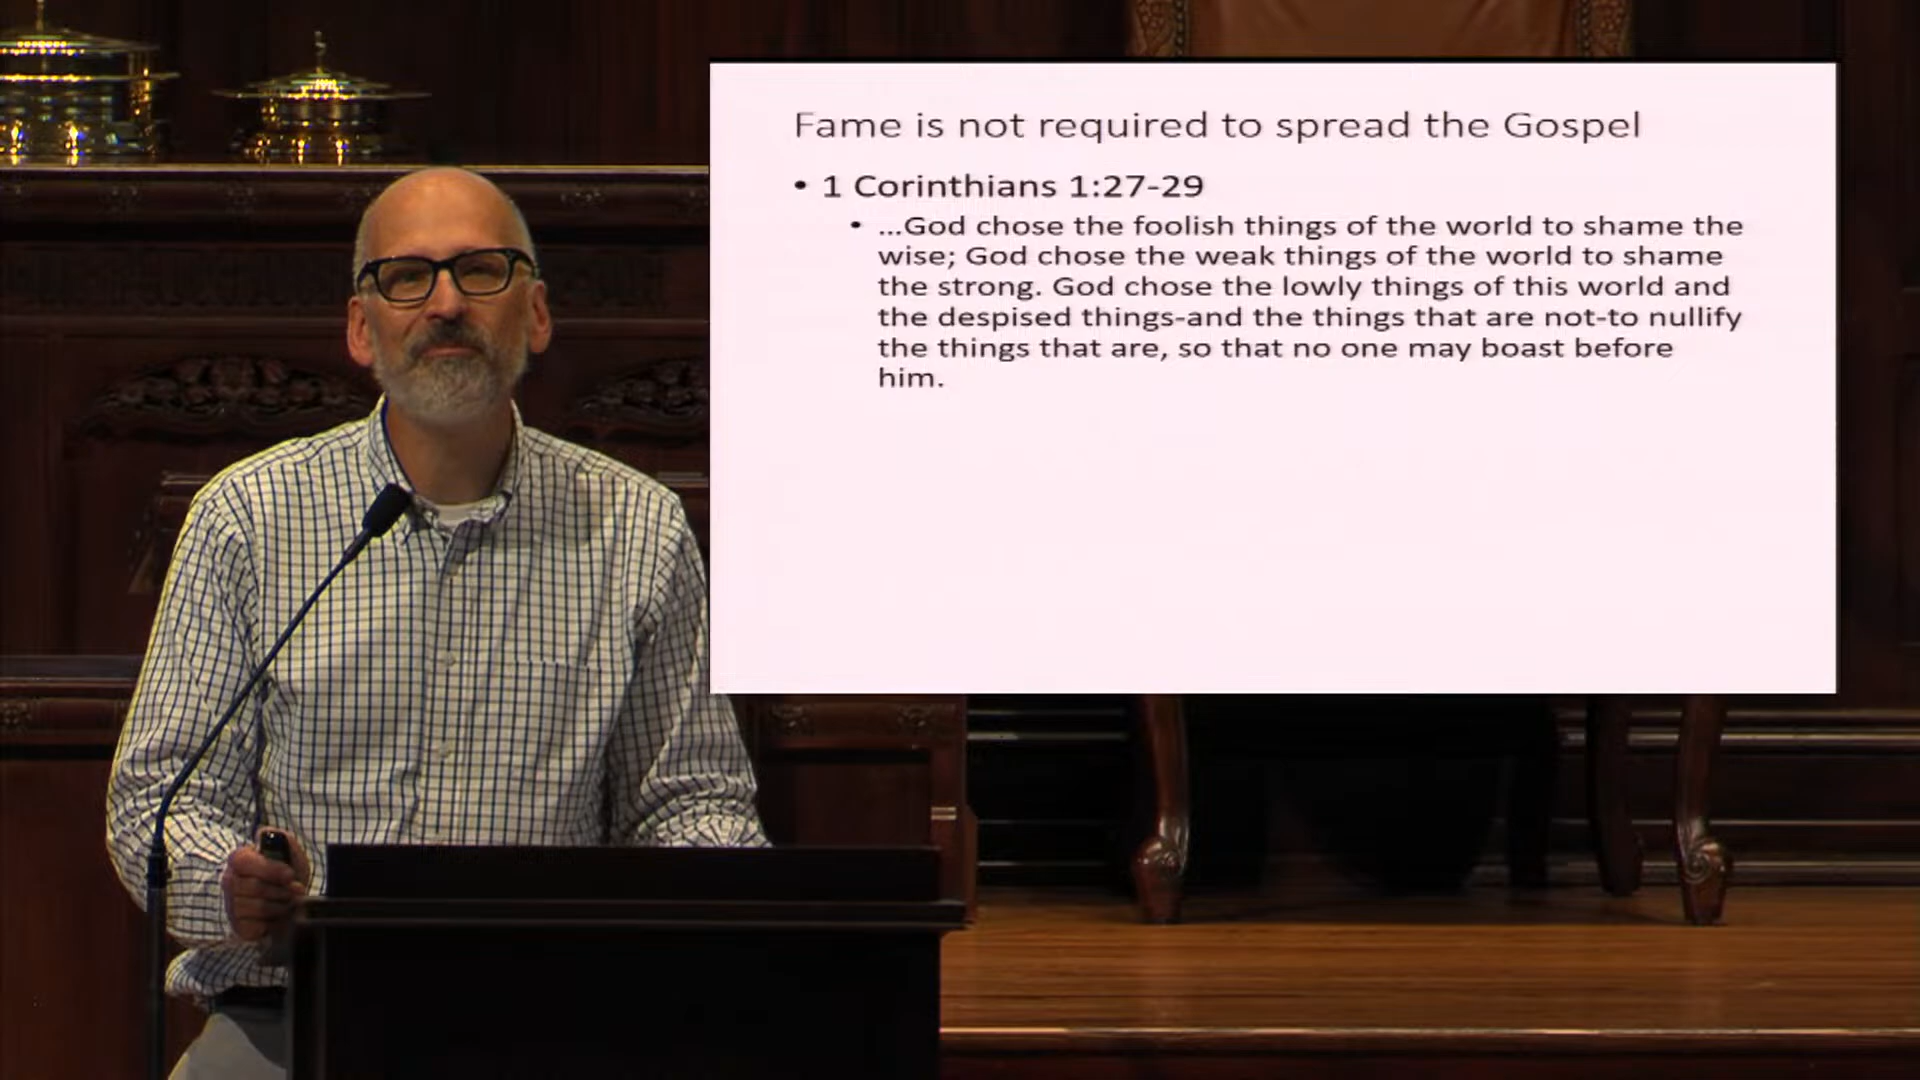 Fame is not required to spread the Gospel
• 1 Corinthians 1:27-29
• ...God chose the foolish things of the world to shame the
wise; God chose the weak things of the world to shame
the strong. God chose the lowly things of this world and
the despised things-and the things that are not-to nullify
the things that are, so that no one may boast before
him.